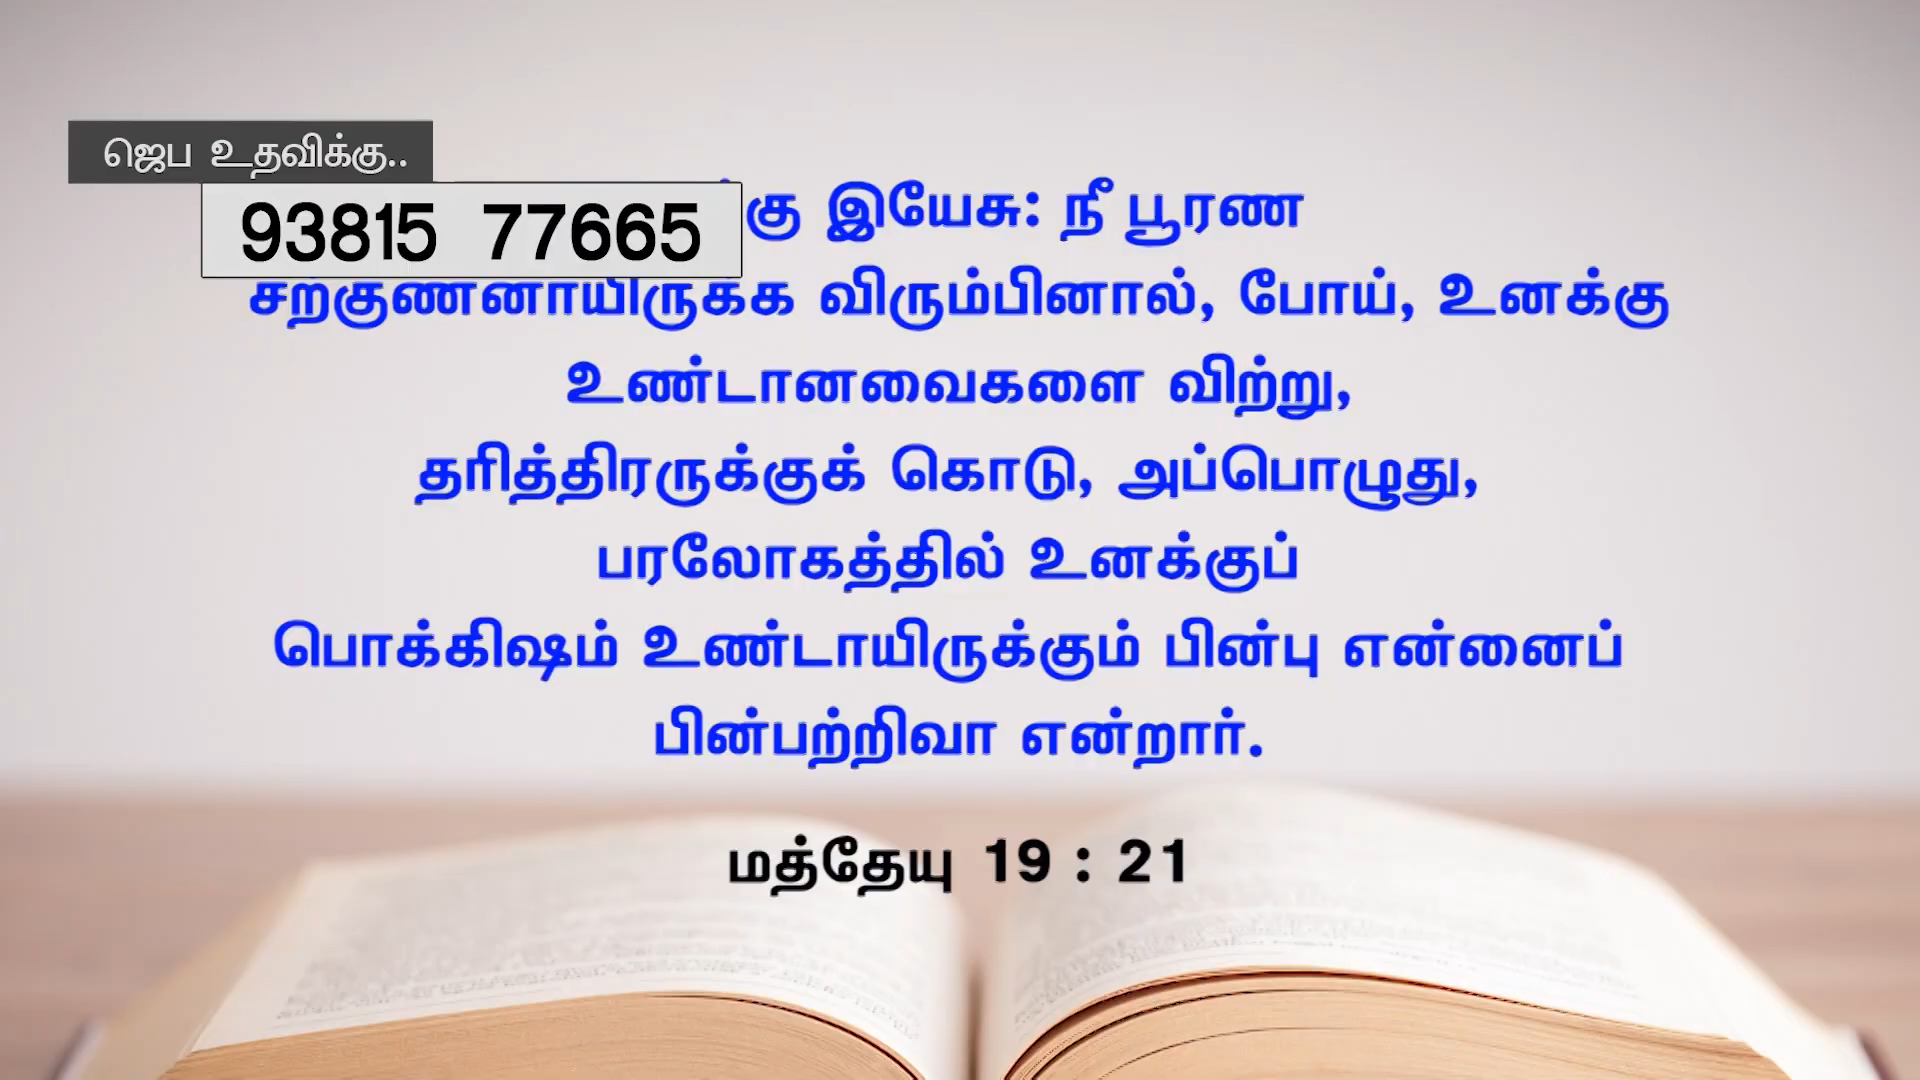 ஜெப உதவிக்கு..
93815 77665
இயேசு: நீ பூரண
சற்குணனாயிருக்க விரும்பினால், போய், உனக்கு
உண்டானவைகளை விற்று,
தரித்திரருக்குக் கொடு, அப்பொழுது,
பரலோகத்தில் உனக்குப்
பொக்கிஷம் உண்டாயிருக்கும் பின்பு என்னைப்
பின்பற்றிவா என்றார்.
மத்தேயு 19 : 21